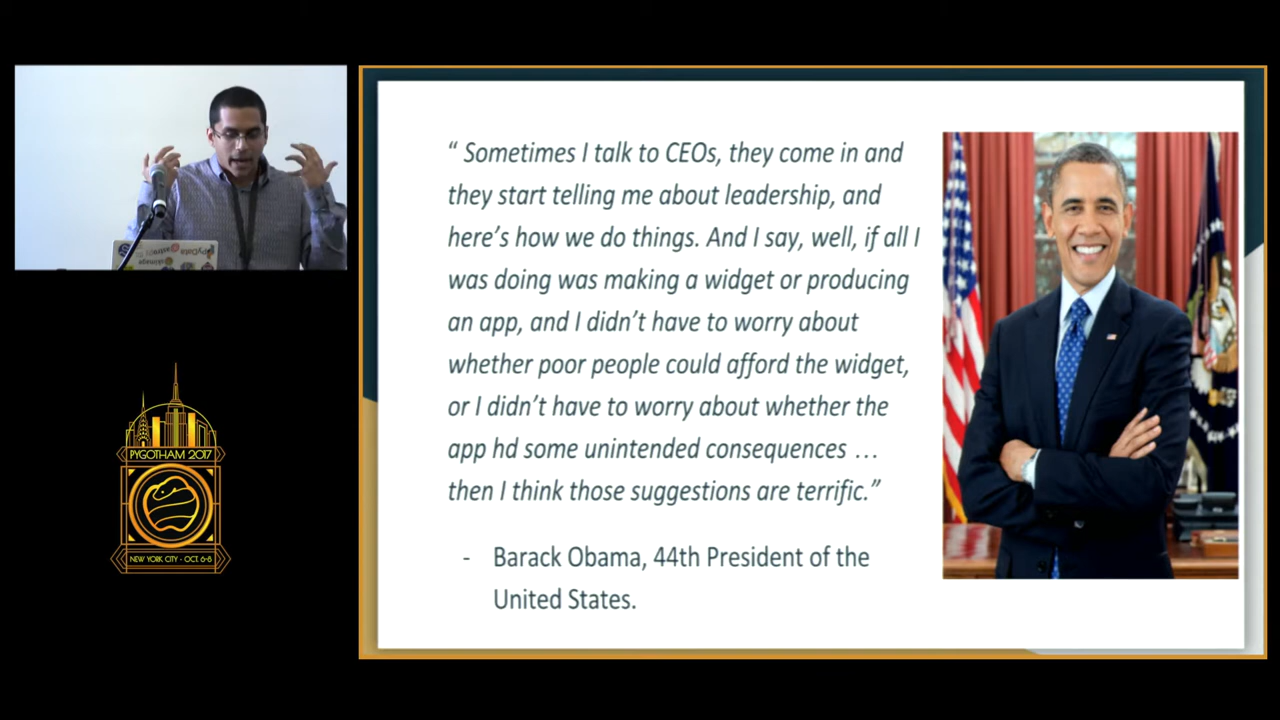 “ Sometimes I talk to CEOs, they come in and
they start telling me about leadership, and
here’s how we do things. And I say, well, if all I
was doing was making a widget or producing
an app, and I didn’t have to worry about
whether poor people could afford the widget,
or I didn’t have to worry about whether the
app hd some unintended consequences …
then I think those suggestions are terrific.”
- Barack Obama, 44th President of the
United States.
PyData
PYGOTHAM 2017
NEW YORK CITY - OCT. 6-8